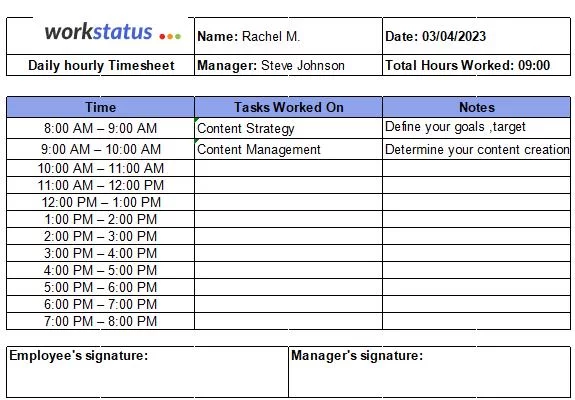 workstatus
Name: Rachel M.
Date: 03/04/2023
Daily hourly Timesheet
Manager: Steve Johnson
Total Hours Worked: 09:00
Time Tasks Worked On Notes
8:00 AM – 9:00 AM Content Strategy Define your goals ,target
9:00 AM – 10:00 AM Content Management Determine your content creation
10:00 AM – 11:00 AM
11:00 AM – 12:00 PM
12:00 PM – 1:00 PM
1:00 PM – 2:00 PM
2:00 PM – 3:00 PM
3:00 PM – 4:00 PM
4:00 PM – 5:00 PM
5:00 PM – 6:00 PM
6:00 PM – 7:00 PM
7:00 PM – 8:00 PM
Employee's signature: Manager's signature: